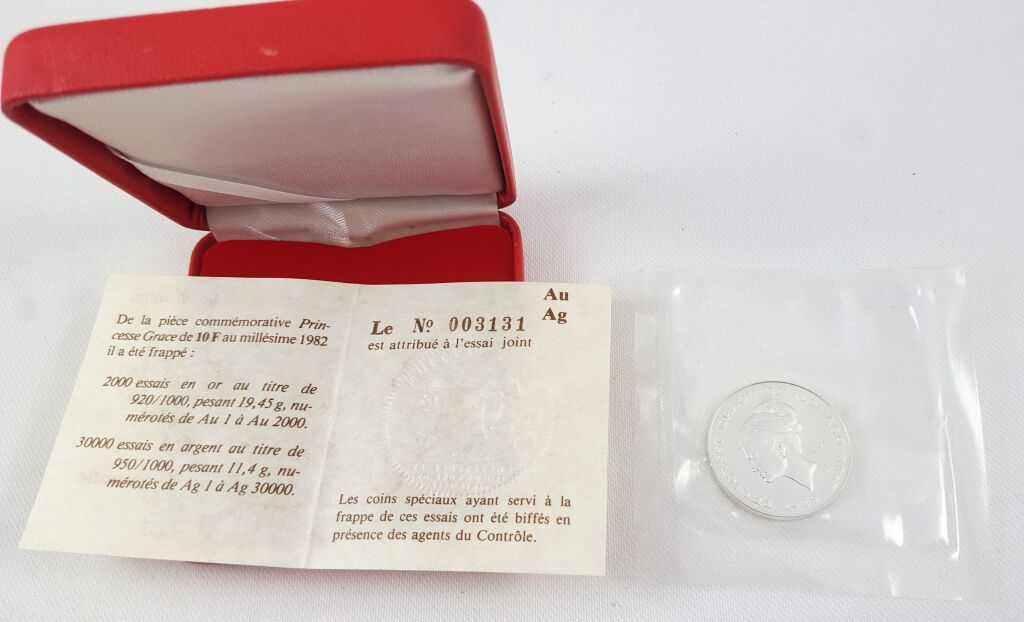 De la pièce commémorative Prin-
cesse Grace de 10 F au millésime 1982
il a été frappé :
2000 essais en or au titre de
920/1000, pesant 19,45 g, nu-
mérotés de Au 1 à Au 2000.
30000 essais en argent au titre de
950/1000, pesant 11,4 g, nu-
mérotés de Ag 1 à Ag 30000.
Au
Ag
Le No 003131
est attribué à l'essai joint
Les coins spéciaux ayant servi à la
frappe de ces essais ont été biffés en
présence des agents du Contrôle.